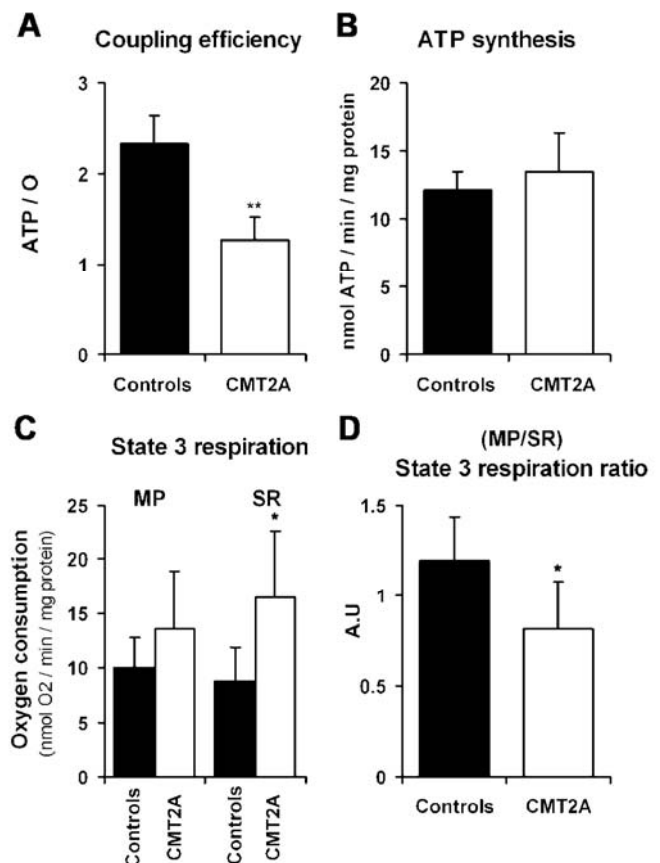 A
Coupling efficiency
ATP / O
3
2
1
0
**
Controls
CMT2A
B
ATP synthesis
nmol ATP / min / mg protein
20
15
10
5
0
Controls
CMT2A
C
State 3 respiration
MP
SR
Oxygen consumption
(nmol O2 / min / mg protein)
25
20
15
10
5
0
*
Controls
CMT2A
Controls
CMT2A
D
(MP/SR)
State 3 respiration ratio
A.U
1.5
1
0.5
0
*
Controls
CMT2A